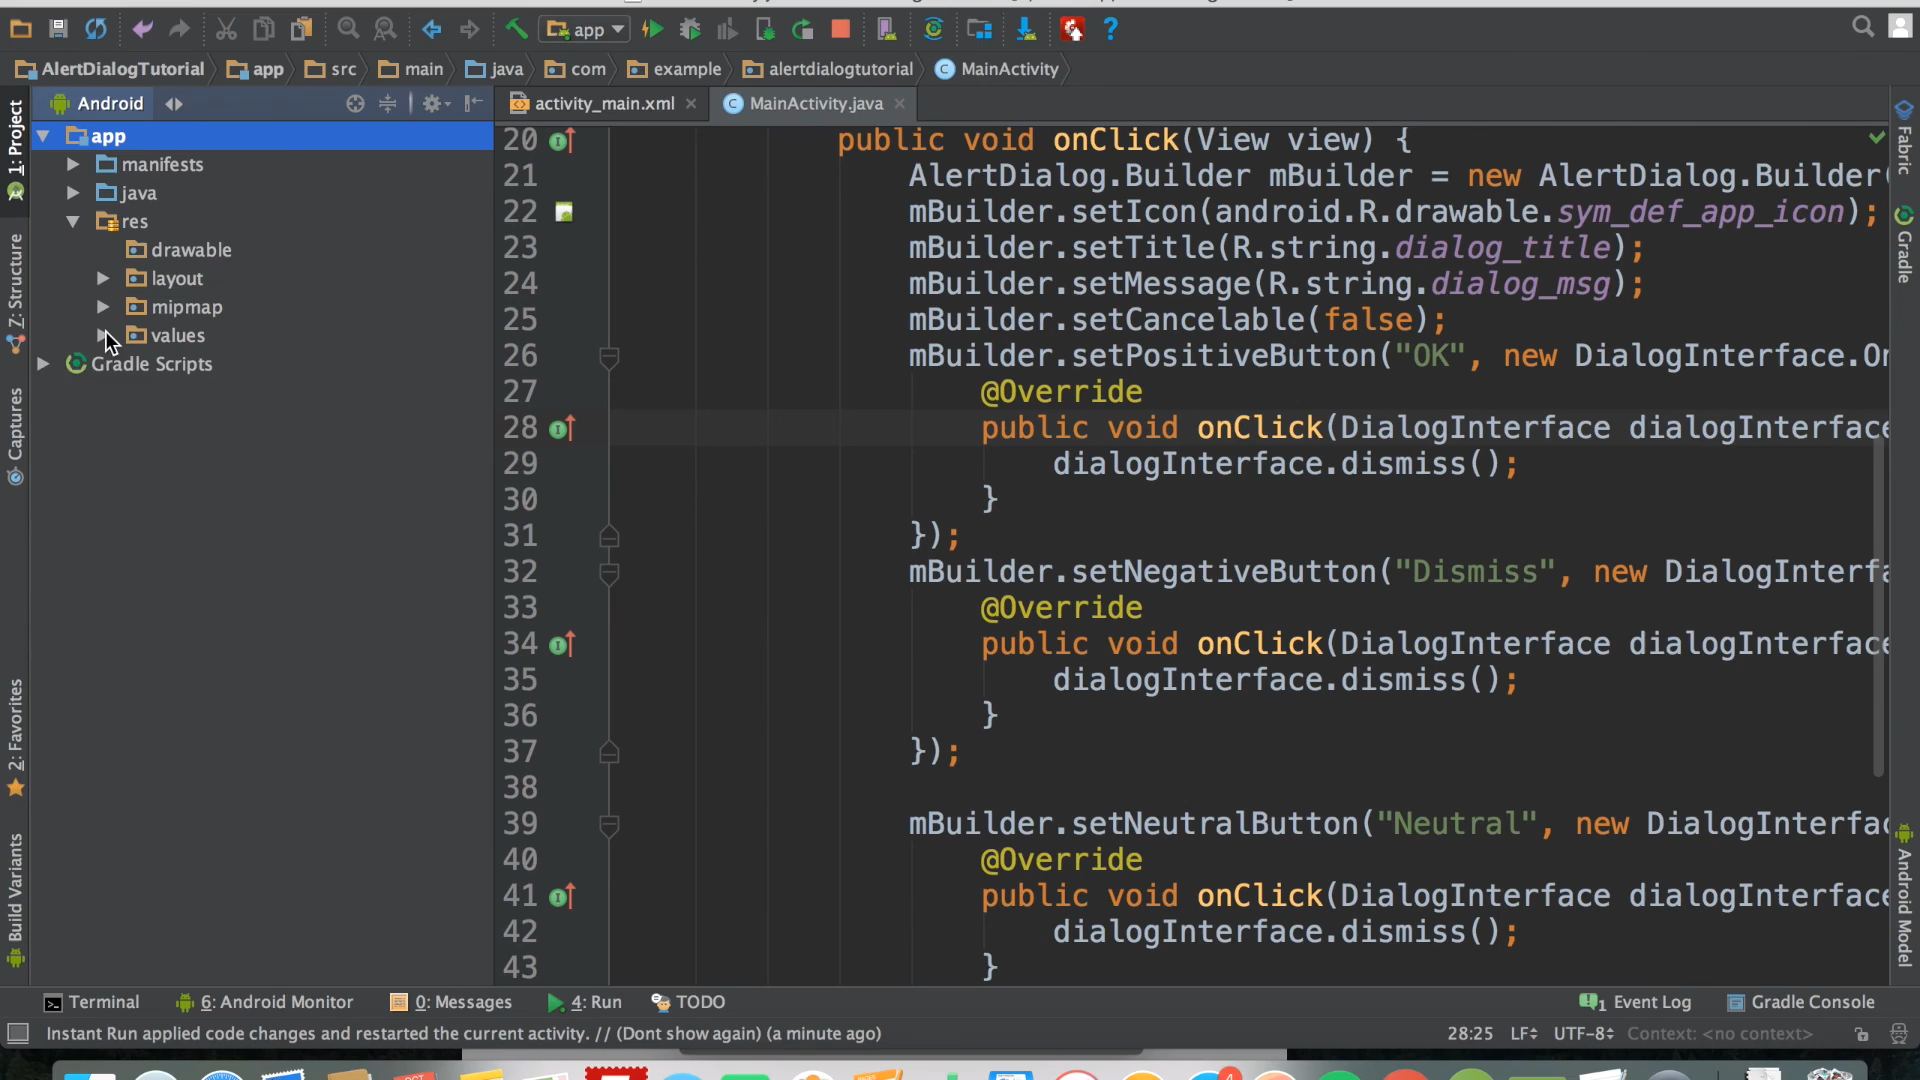 app
?
AlertDialogTutorial app src main java com example alertdialogtutorial MainActivity
Android activity_main.xml MainActivity.java
1: Project
Z: Structure
Captures
2: Favorites
Build Variants
app
manifests
java
res
drawable
layout
mipmap
values
Gradle Scripts
20 public void onClick(View view) {
21 AlertDialog.Builder mBuilder = new AlertDialog.Builder(
22 mBuilder.setIcon(android.R.drawable.sym_def_app_icon);
23 mBuilder.setTitle(R.string.dialog_title);
24 mBuilder.setMessage(R.string.dialog_msg);
25 mBuilder.setCancelable(false);
26 mBuilder.setPositiveButton("OK", new DialogInterface.On
27 @Override
28 public void onClick(DialogInterface dialogInterface
29 dialogInterface.dismiss();
30 }
31 });
32 mBuilder.setNegativeButton("Dismiss", new DialogInterfa
33 @Override
34 public void onClick(DialogInterface dialogInterface
35 dialogInterface.dismiss();
36 }
37 });
38
39 mBuilder.setNeutralButton("Neutral", new DialogInterfac
40 @Override
41 public void onClick(DialogInterface dialogInterface
42 dialogInterface.dismiss();
43 }
Fabric
Gradle
Android Model
Terminal 6: Android Monitor 0: Messages 4: Run TODO 1 Event Log Gradle Console
Instant Run applied code changes and restarted the current activity. // (Dont show again) (a minute ago) 28:25 LF UTF-8 Context: <no context>